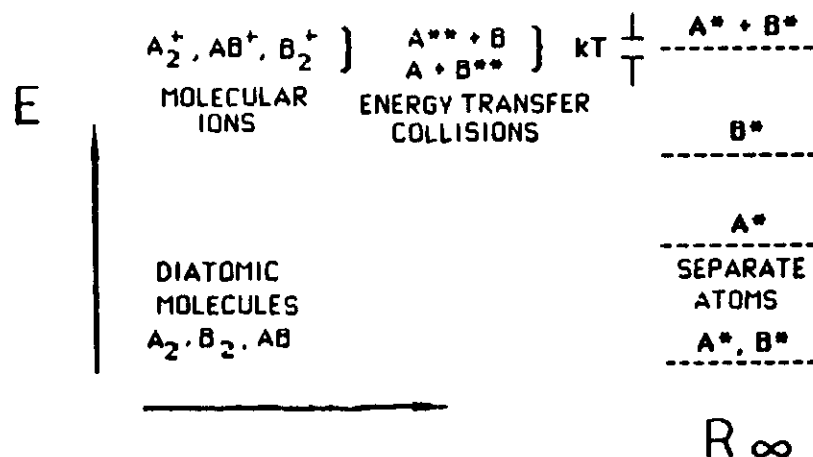 A₂⁺, AB⁺, B₂⁺ } A** + B
A + B** } kT A* + B*
MOLECULAR
IONS
ENERGY TRANSFER
COLLISIONS
E
B*
A*
DIATOMIC
MOLECULES
A₂, B₂, AB
SEPARATE
ATOMS
A*, B*
R ∞